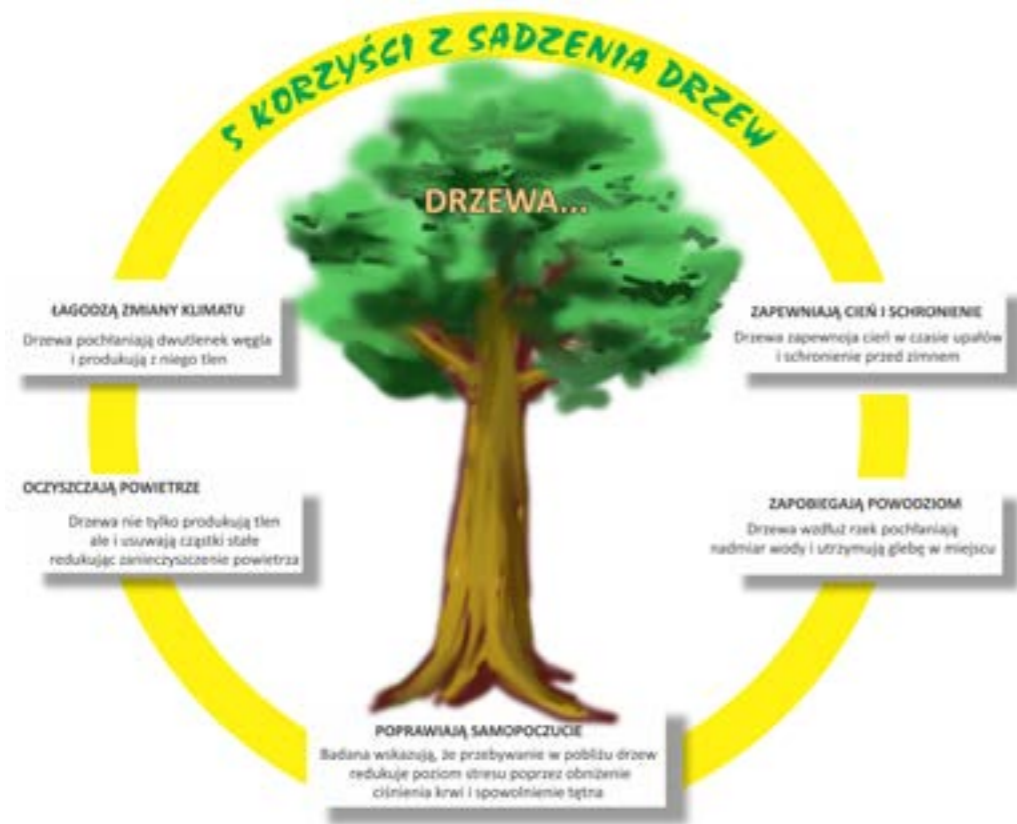 5 KORZYŚCI Z SADZENIA DRZEW
DRZEWA...
ŁAGODZĄ ZMIANY KLIMATU
Drzewa pochłaniają dwutlenek węgla
i produkują z niego tlen
ZAPEWNIAJĄ CIEŃ I SCHRONIENIE
Drzewa zapewnoja cień w czasie upałów
i schronienie przed zimnem
OCZYSZCZAJĄ POWIETRZE
Drzewa nie tylko produkują tlen
ale i usuwają cząstki stałe
redukując zanieczyszczenie powietrza
ZAPOBIEGAJĄ POWODZIOM
Drzewa wzdłuż rzek pochłaniają
nadmiar wody i utrzymują glebę w miejscu
POPRAWIAJĄ SAMOPOCZUCIE
Badana wskazują, że przebywanie w pobliżu drzew
redukuje poziom stresu poprzez obniżenie
ciśnienia krwi i spowolnienie tętna